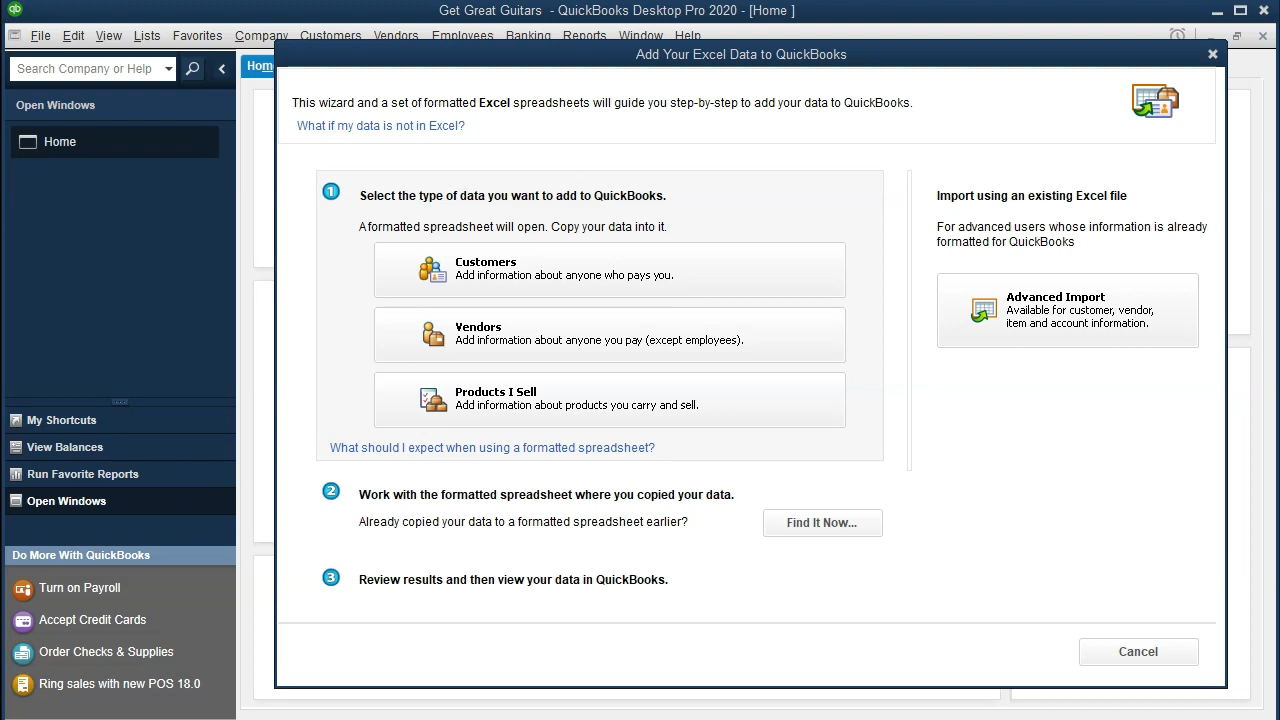 qb
Get Great Guitars - QuickBooks Desktop Pro 2020 - [Home ]
File Edit View Lists Favorites Company Customers Vendors Employees Banking Reports Window Help
Search Company or Help
Home
Add Your Excel Data to QuickBooks
Open Windows
Home
This wizard and a set of formatted Excel spreadsheets will guide you step-by-step to add your data to QuickBooks.
What if my data is not in Excel?
1 Select the type of data you want to add to QuickBooks.
A formatted spreadsheet will open. Copy your data into it.
Customers
Add information about anyone who pays you.
Vendors
Add information about anyone you pay (except employees).
Products I Sell
Add information about products you carry and sell.
What should I expect when using a formatted spreadsheet?
Import using an existing Excel file
For advanced users whose information is already
formatted for QuickBooks
Advanced Import
Available for customer, vendor,
item and account information.
2 Work with the formatted spreadsheet where you copied your data.
Already copied your data to a formatted spreadsheet earlier?
Find It Now...
3 Review results and then view your data in QuickBooks.
Cancel
My Shortcuts
View Balances
Run Favorite Reports
Open Windows
Do More With QuickBooks
Turn on Payroll
Accept Credit Cards
Order Checks & Supplies
Ring sales with new POS 18.0